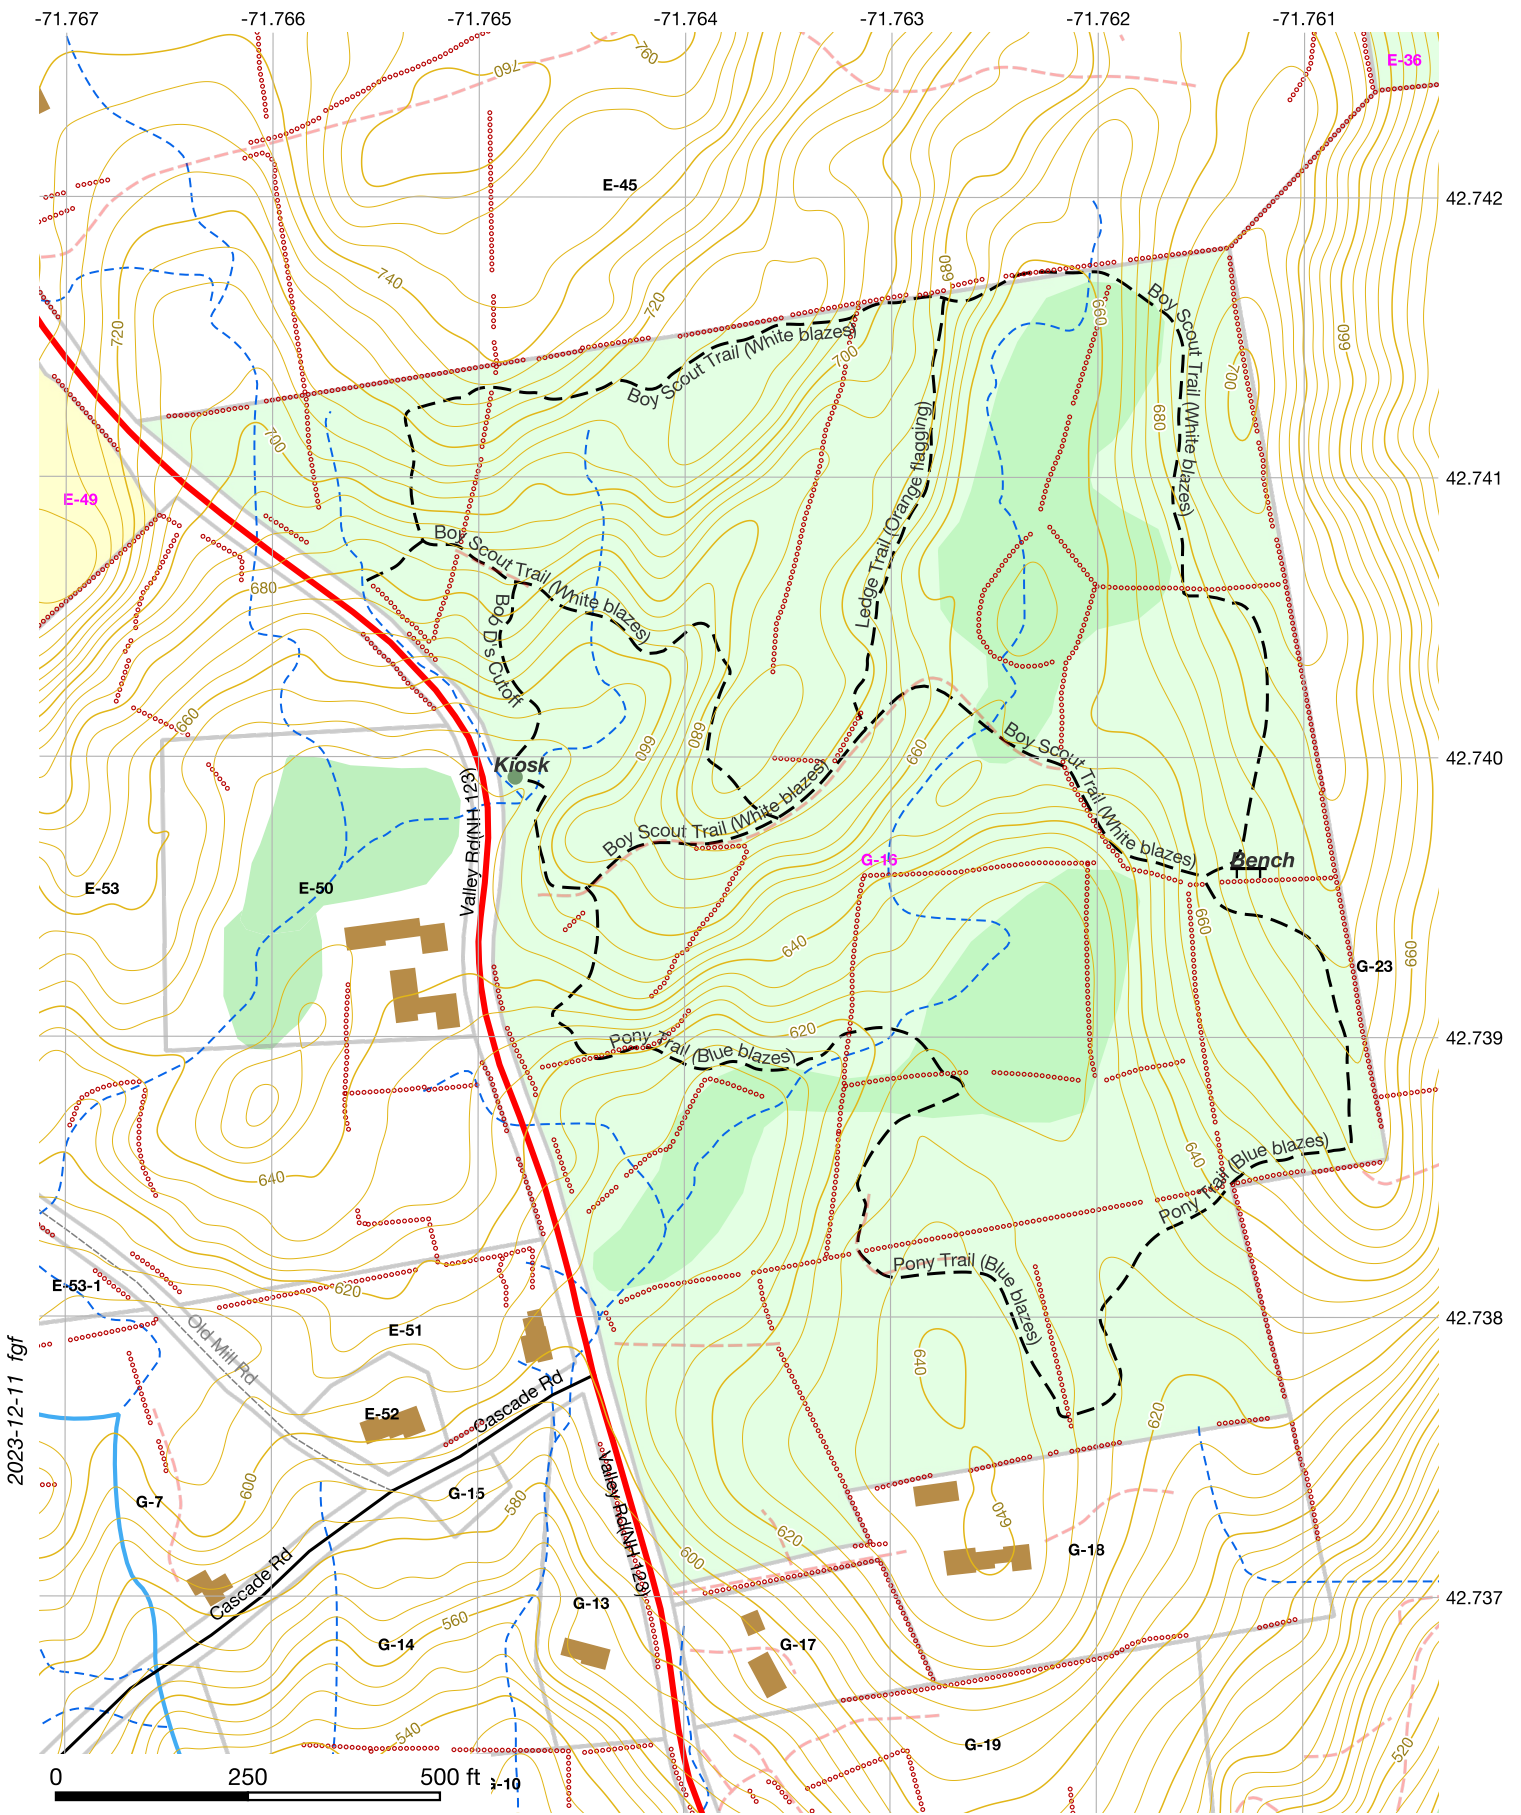 -71.767 -71.766 -71.765 -71.764 -71.763 -71.762 -71.761
E-36
760
760
E-45
42.742
740
720
720
680
660
Boy Scout Trail (White blazes)
Boy Scout Trail (White blazes)
700
700
680
690
700
Ledge Trail (Orange flagging)
E-49
42.741
Boy Scout Trail (White blazes)
680
Bob D's Cutoff
660
660
680
660
Kiosk
Boy Scout Trail (White blazes)
42.740
Valley Rd(NH 123)
Boy Scout Trail (White blazes)
G-16
Bench
E-53
E-50
640
660
G-23
690
Pony Trail (Blue blazes)
620
42.739
640
640
Pony Trail (Blue blazes)
Pony Trail (Blue blazes)
E-53-1
620
Old Mill Rd
E-51
42.738
640
E-52
Cascade Rd
620
2023-12-11 fgf
600
G-7
G-15
580
Valley Rd(NH 123)
620
640
G-18
600
Cascade Rd
G-13
42.737
560
G-14
G-17
540
G-19
520
0 250 500 ft
G-10